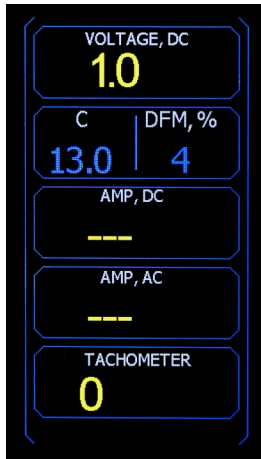 VOLTAGE, DC
1.0
C DFM, %
13.0 4
AMP, DC
---
AMP, AC
---
TACHOMETER
0